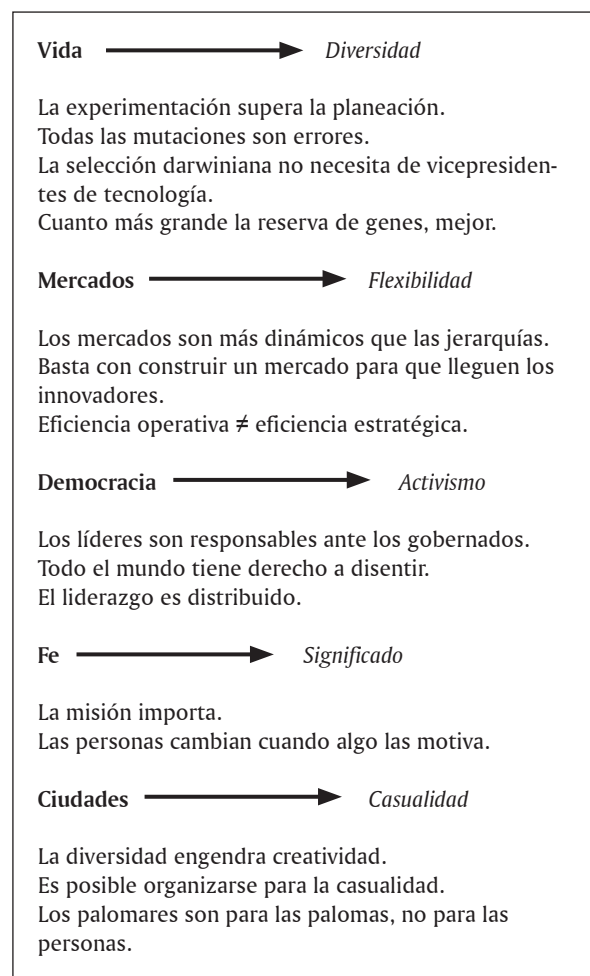 Vida Diversidad
La experimentación supera la planeación.
Todas las mutaciones son errores.
La selección darwiniana no necesita de vicepresiden-
tes de tecnología.
Cuanto más grande la reserva de genes, mejor.
Mercados Flexibilidad
Los mercados son más dinámicos que las jerarquías.
Basta con construir un mercado para que lleguen los
innovadores.
Eficiencia operativa ≠ eficiencia estratégica.
Democracia Activismo
Los líderes son responsables ante los gobernados.
Todo el mundo tiene derecho a disentir.
El liderazgo es distribuido.
Fe Significado
La misión importa.
Las personas cambian cuando algo las motiva.
Ciudades Casualidad
La diversidad engendra creatividad.
Es posible organizarse para la casualidad.
Los palomares son para las palomas, no para las
personas.